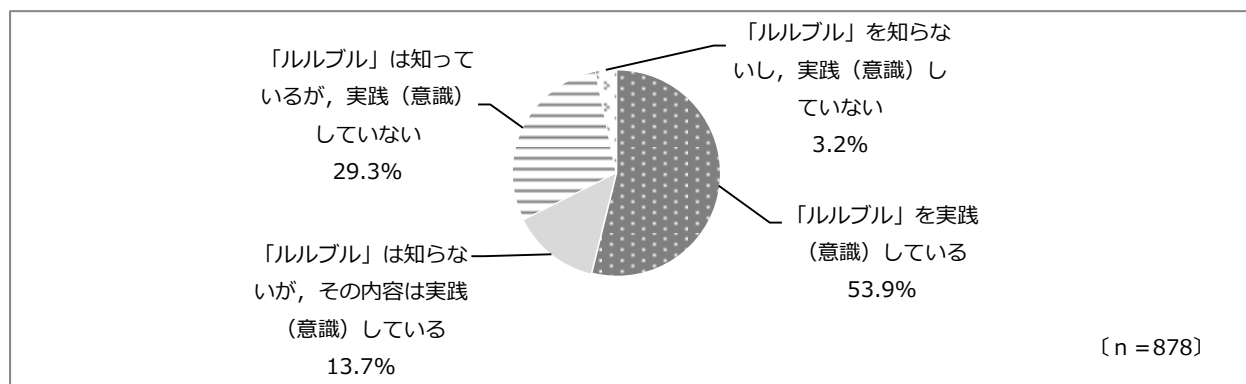 「ルルブル」は知って
いるが，実践（意識）
していない
29.3%
「ルルブル」を知らな
いし，実践（意識）し
ていない
3.2%
「ルルブル」を実践
（意識）している
53.9%
「ルルブル」は知らな
いが，その内容は実践
（意識）している
13.7%
〔ｎ＝878〕